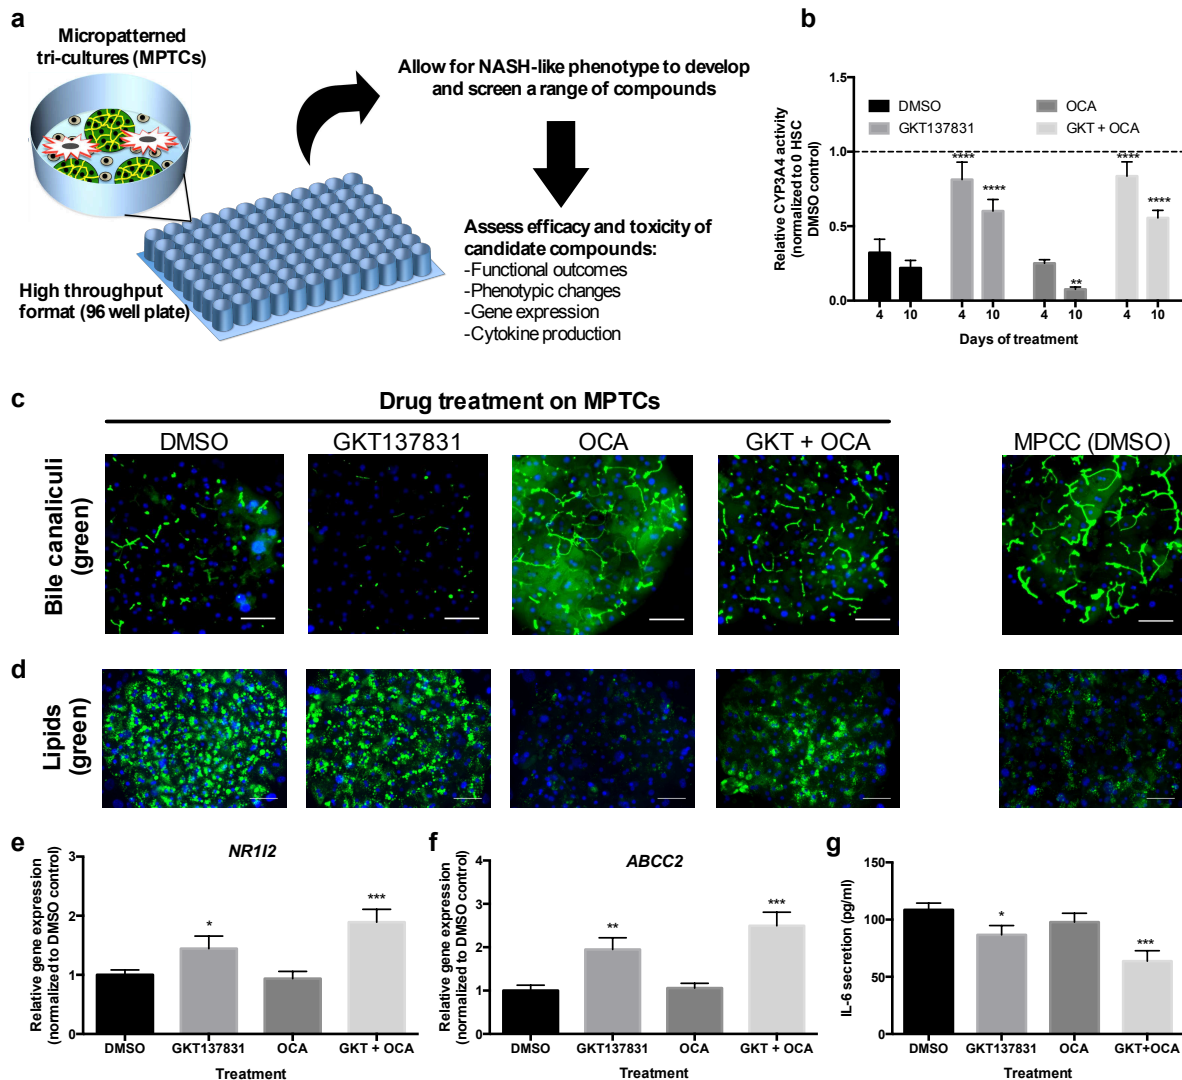 a
Micropatterned
tri-cultures (MPTCs)
High throughput
format (96 well plate)
Allow for NASH-like phenotype to develop
and screen a range of compounds
Assess efficacy and toxicity of
candidate compounds:
-Functional outcomes
-Phenotypic changes
-Gene expression
-Cytokine production
b
Relative CYP3A4 activity
(normalized to 0 HSC
DMSO control)
1.5
1.0
0.5
0.0
DMSO
GKT137831
OCA
GKT + OCA
**** **** ** **** ****
4 10 4 10 4 10 4 10
Days of treatment
c
Drug treatment on MPTCs
DMSO GKT137831 OCA GKT + OCA MPCC (DMSO)
Bile canaliculi
(green)
d
Lipids
(green)
e
NR1I2
Relative gene expression
(normalized to DMSO control)
3
2
1
0
* ***
DMSO GKT137831 OCA GKT + OCA
Treatment
f
ABCC2
Relative gene expression
(normalized to DMSO control)
4
3
2
1
0
** ***
DMSO GKT137831 OCA GKT + OCA
Treatment
g
IL-6 secretion (pg/ml)
150
100
50
0
* ***
DMSO GKT137831 OCA GKT+OCA
Treatment